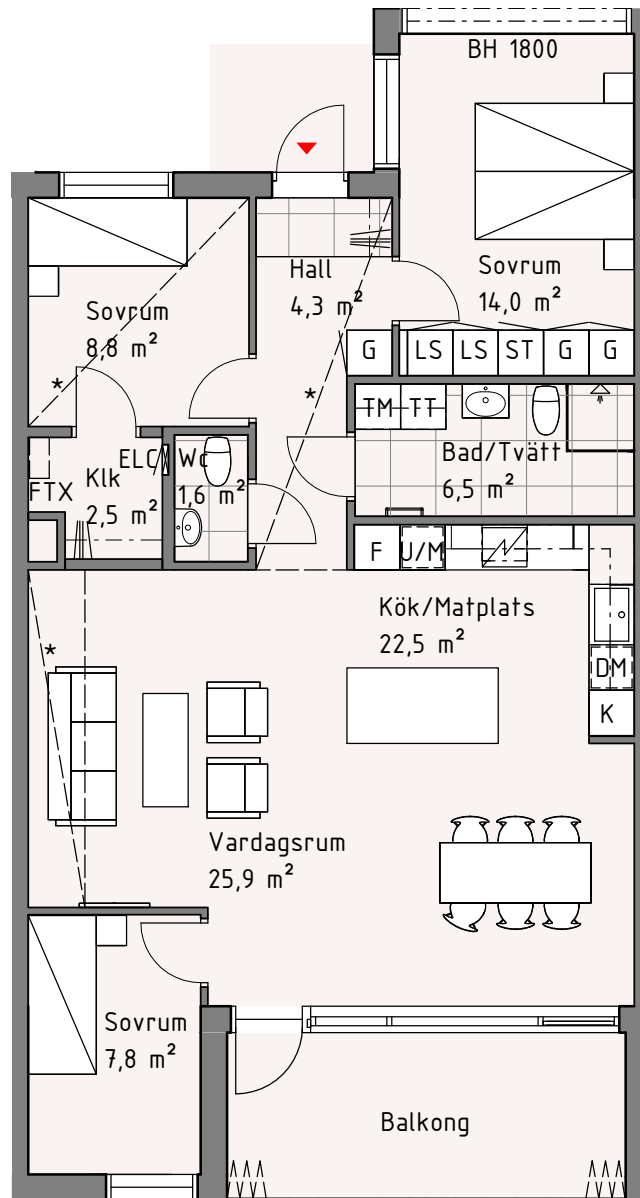 BH 1800
Hall
4,3 m²
Sovrum
14,0 m²
Sovrum
8,8 m²
*
*
G
LS
LS
ST
G
G
TM
TT
Bad/Tvätt
6,5 m²
ELC
Wc
1,6 m²
FTX
Klk
2,5 m²
F
U/M
Kök/Matplats
22,5 m²
*
DM
K
Vardagsrum
25,9 m²
Sovrum
7,8 m²
Balkong